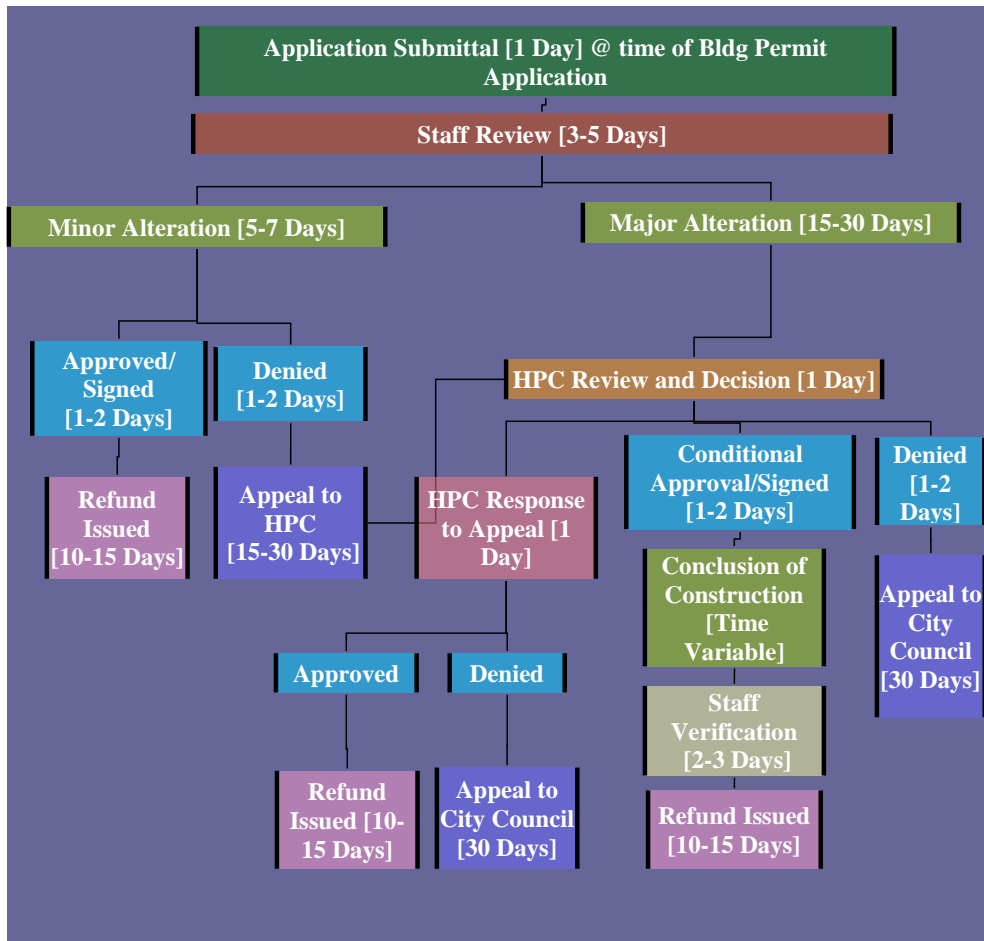 Application Submittal [1 Day] @ time of Bldg Permit
Application
Staff Review [3-5 Days]
Minor Alteration [5-7 Days]
Major Alteration [15-30 Days]
Approved/
Signed
[1-2 Days]
Denied
[1-2 Days]
HPC Review and Decision [1 Day]
Refund
Issued
[10-15 Days]
Appeal to
HPC
[15-30 Days]
HPC Response
to Appeal [1
Day]
Conditional
Approval/Signed
[1-2 Days]
Denied
[1-2
Days]
Conclusion of
Construction
[Time
Variable]
Appeal to
City
Council
[30 Days]
Approved
Denied
Staff
Verification
[2-3 Days]
Refund
Issued [10-
15 Days]
Appeal to
City Council
[30 Days]
Refund Issued
[10-15 Days]